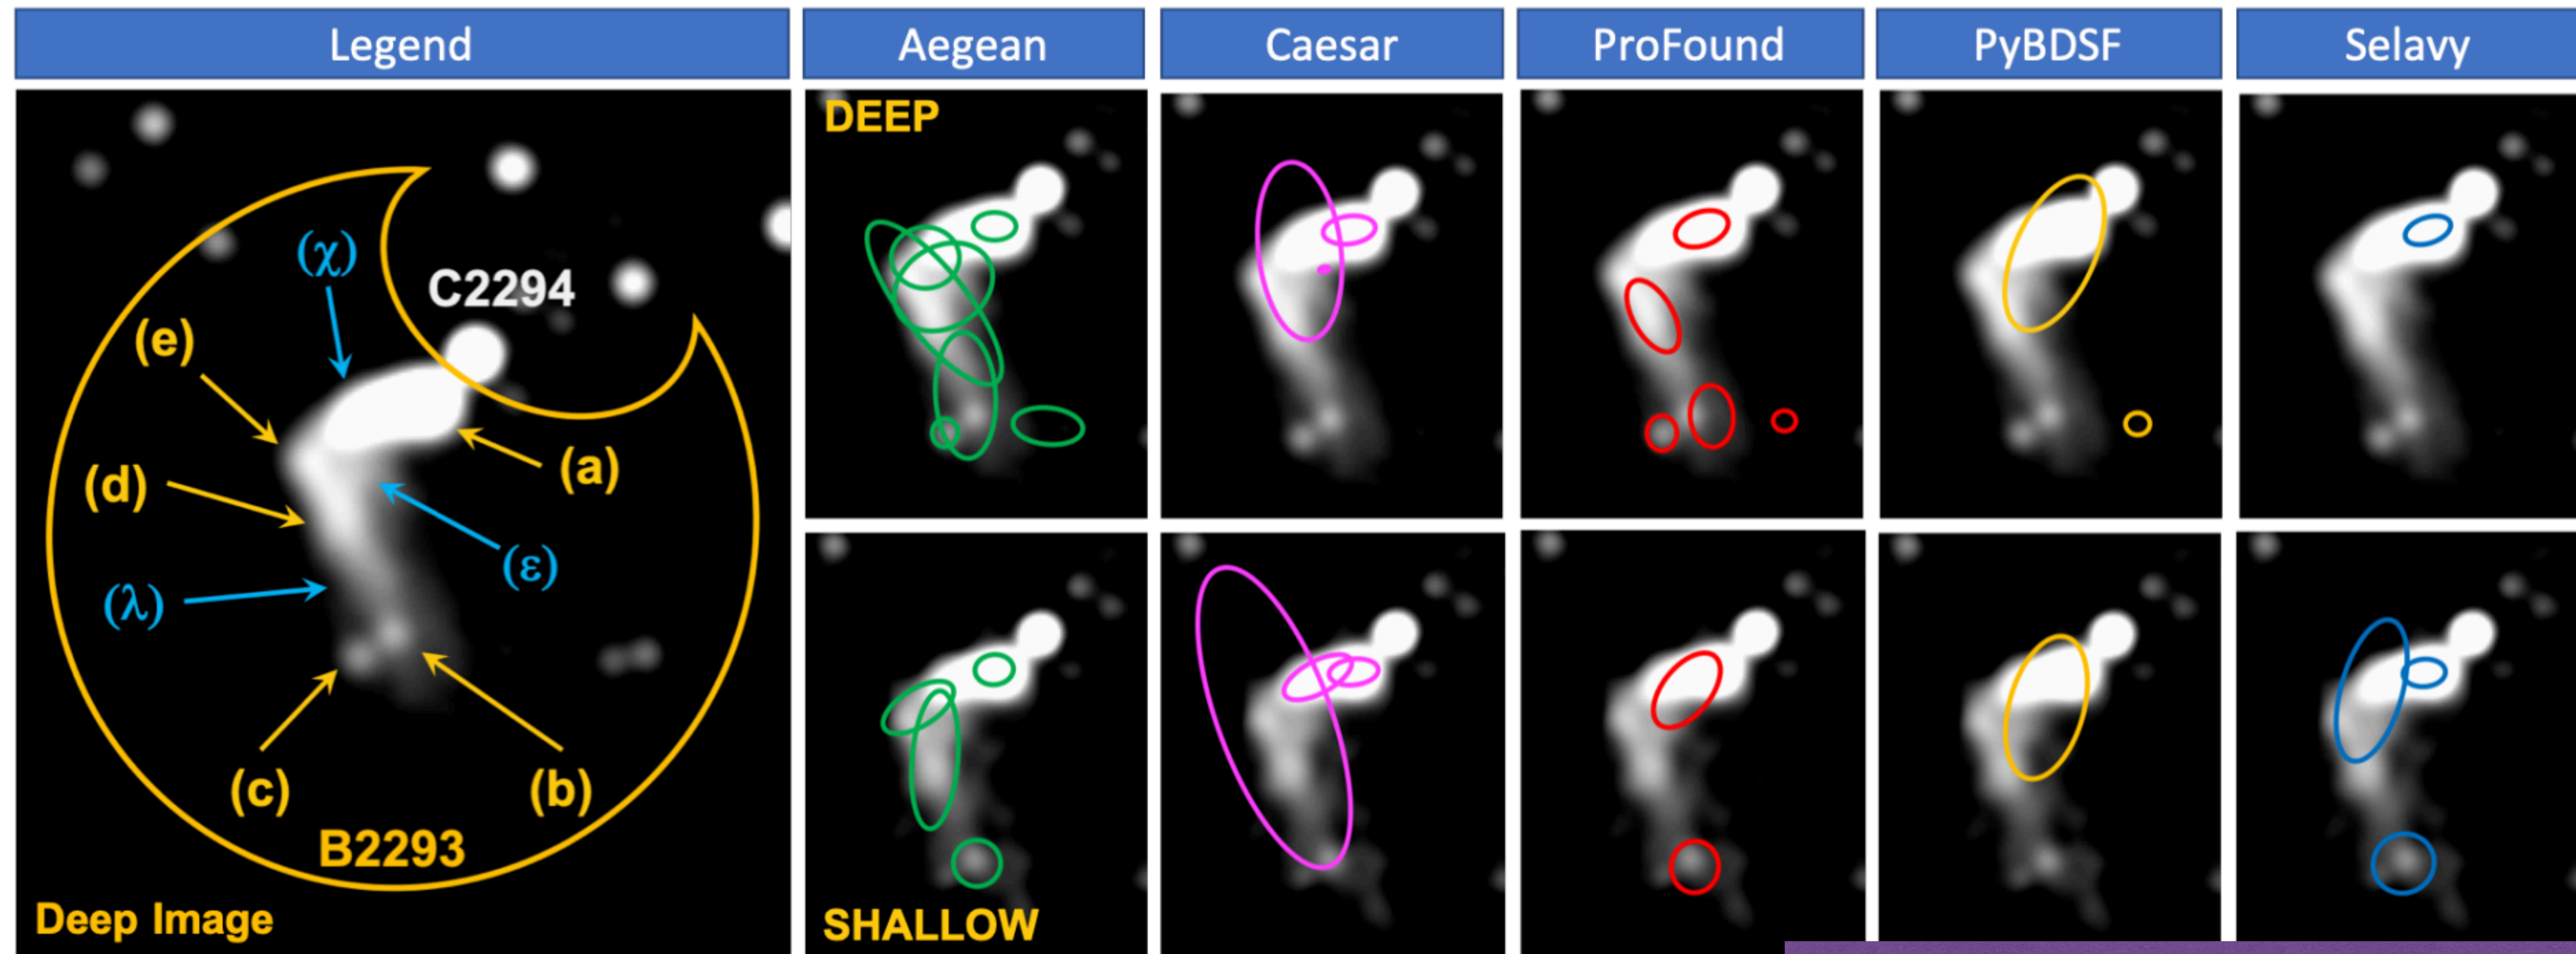 Legend
Aegean
Caesar
ProFound
PyBDSF
Selavy
DEEP
(χ)
C2294
(e)
(d)
(a)
(ε)
(λ)
(c)
(b)
B2293
Deep Image
SHALLOW